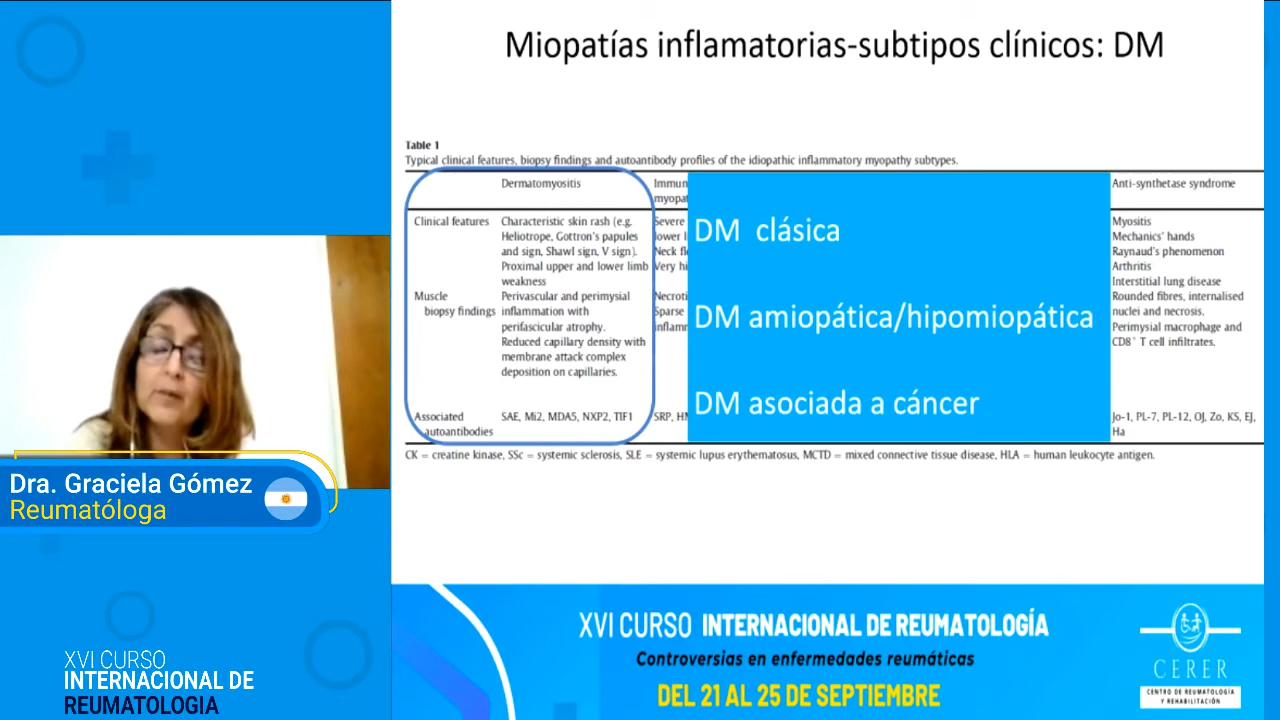 Miopatías inflamatorias-subtipos clínicos: DM
Table 1
Typical clinical features, biopsy findings and autoantibody profiles of the idiopathic inflammatory myopathy subtypes.
Dermatomyositis
Anti-synthetase syndrome
Clinical features
Characteristic skin rash (e.g.
Heliotrope, Gottron's papules
and sign, Shawl sign, V sign).
Proximal upper and lower limb
weakness
Severe
Myositis
Mechanics' hands
Raynaud's phenomenon
Arthritis
Interstitial lung disease
Muscle
biopsy findings
Perivascular and perimysial
inflammation with
perifascicular atrophy.
Reduced capillary density with
membrane attack complex
deposition on capillaries.
Sparse
Rounded fibres, internalised
nuclei and necrosis.
Perimysial macrophage and
CD8+ T cell infiltrates.
Associated
autoantibodies
SAE, Mi2, MDA5, NXP2, TIF1
SRP,
Jo-1, PL-7, PL-12, OJ, Zo, KS, EJ,
Ha
DM clásica
DM amiopática/hipomiopática
DM asociada a cáncer
CK = creatine kinase, SSc = systemic sclerosis, SLE = systemic lupus erythematosus, MCTD = mixed connective tissue disease, HLA = human leukocyte antigen.
Dra. Graciela Gómez
Reumatóloga
XVI CURSO
INTERNACIONAL DE
REUMATOLOGIA
XVI CURSO INTERNACIONAL DE REUMATOLOGÍA
Controversias en enfermedades reumáticas
DEL 21 AL 25 DE SEPTIEMBRE
CERER
CENTRO DE REUMATOLOGÍA
Y REHABILITACIÓN